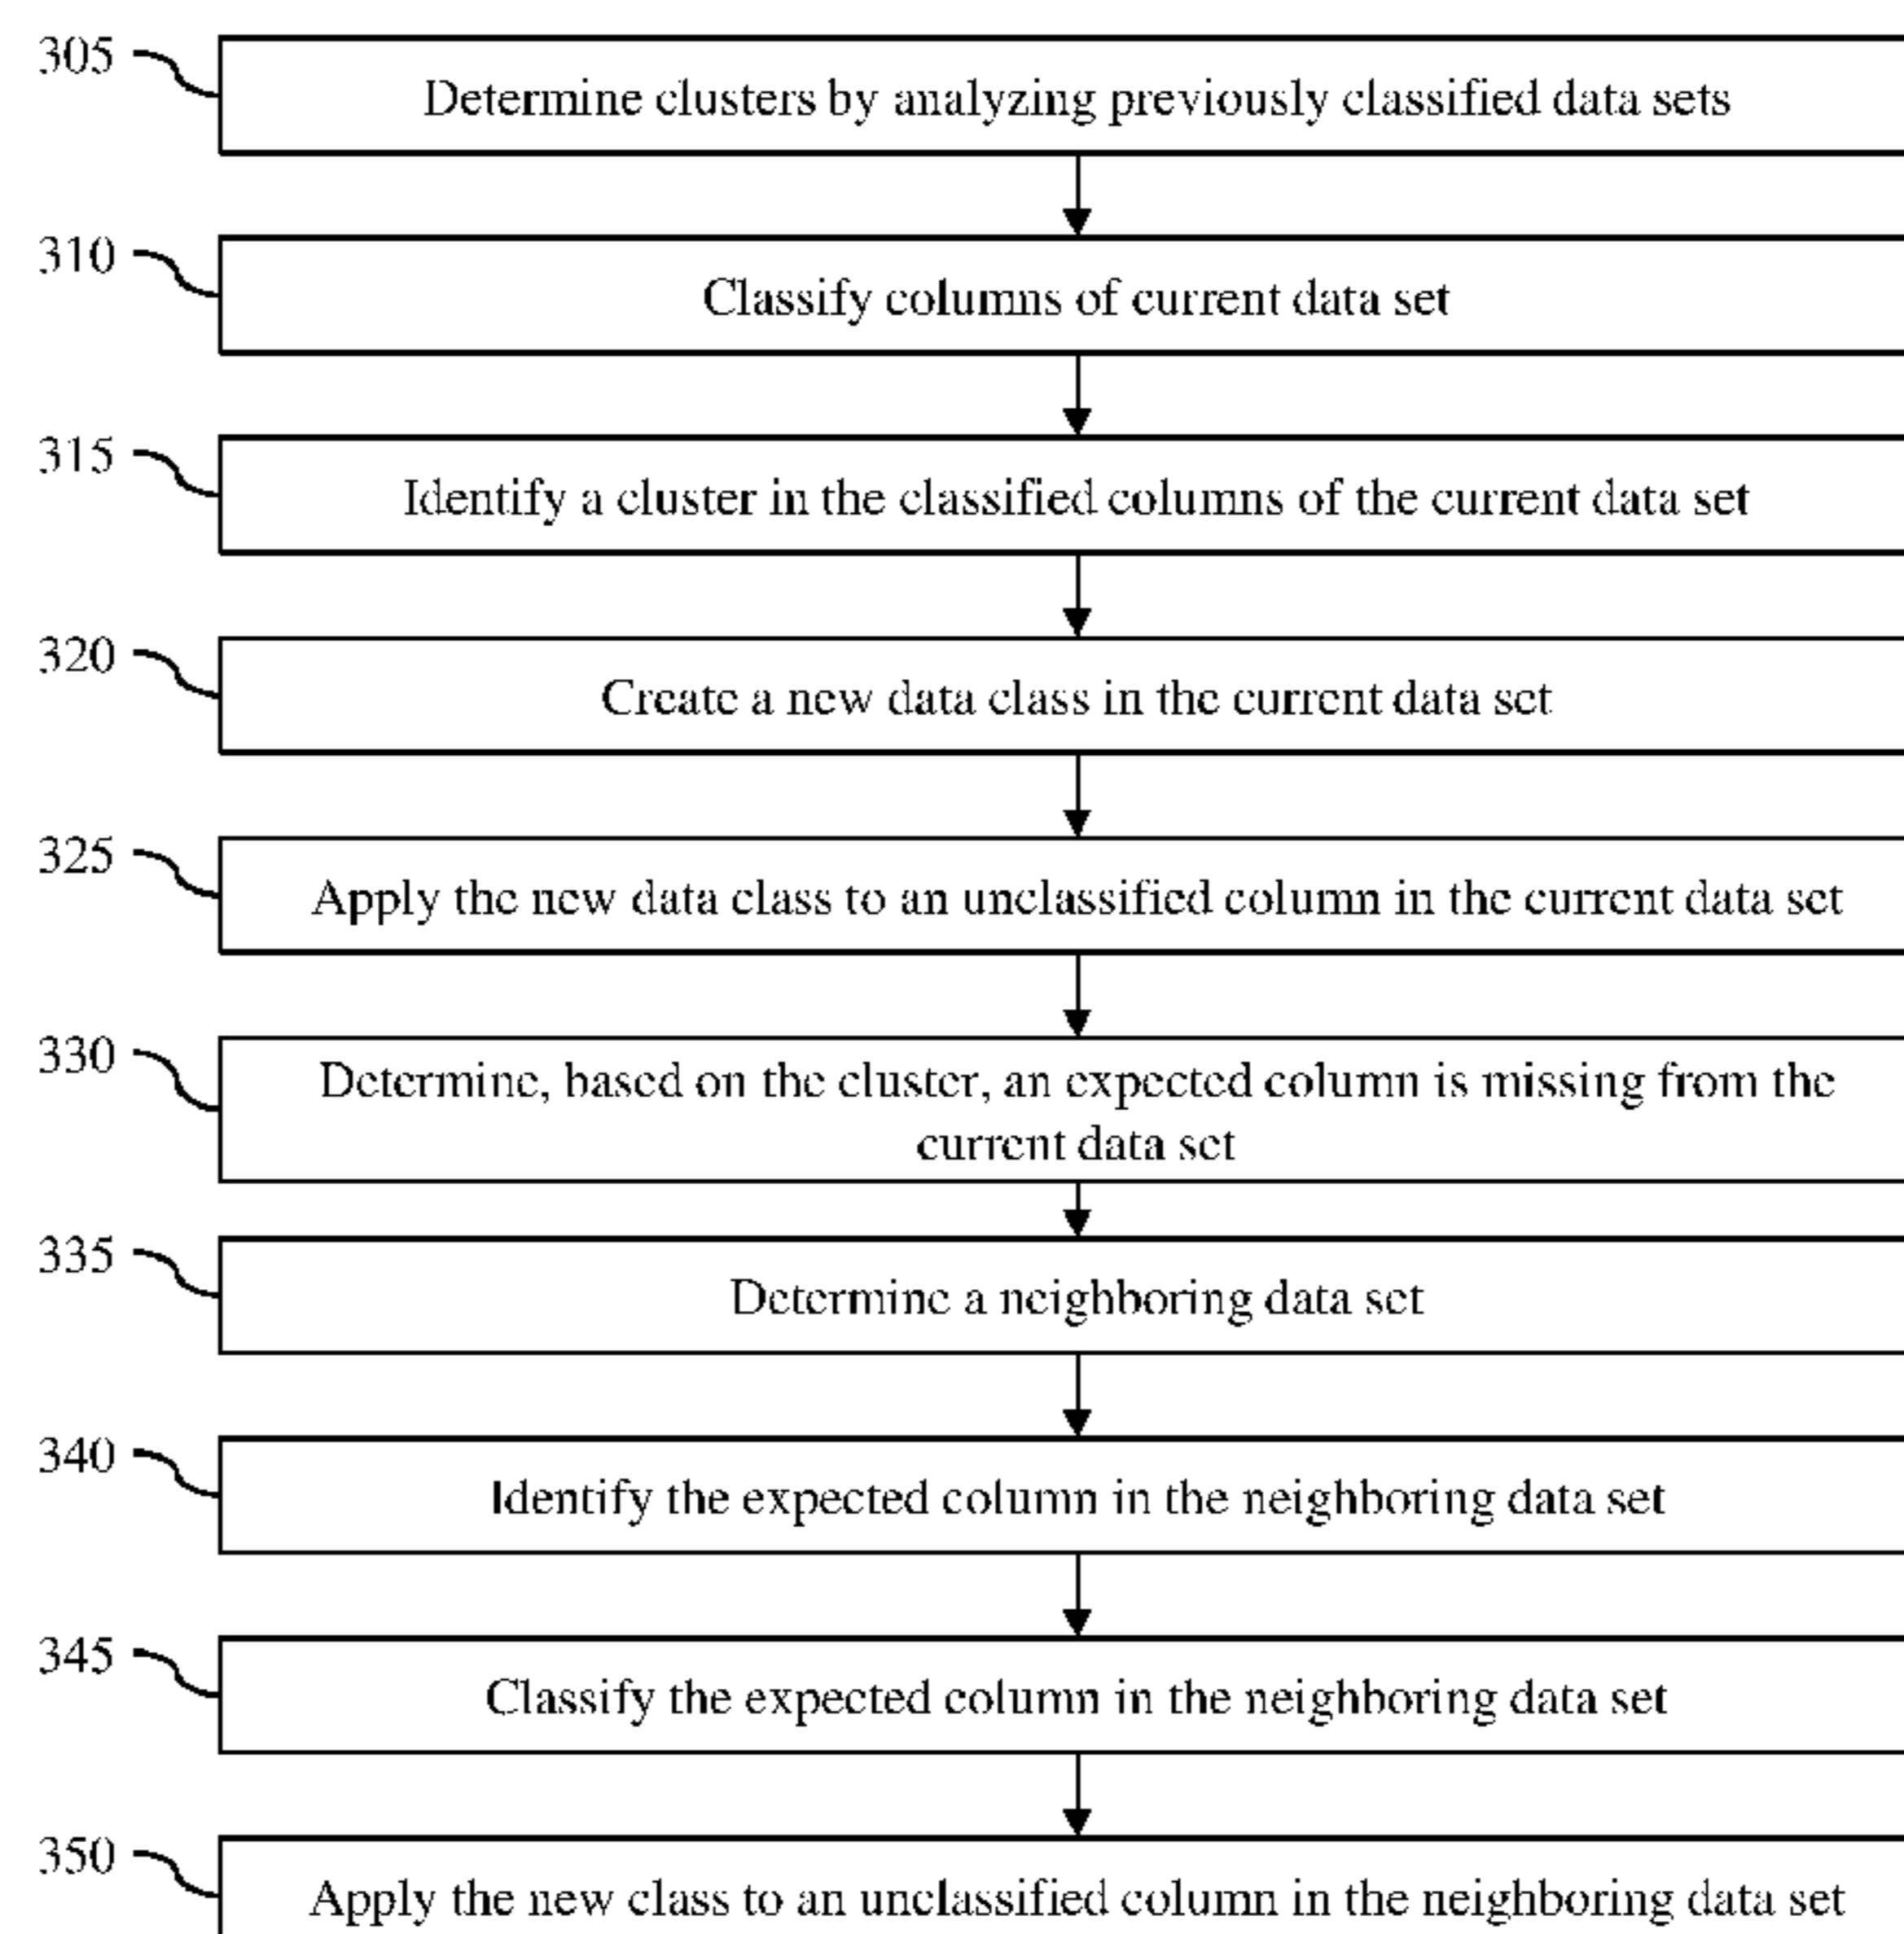 305
Determine clusters by analyzing previously classified data sets
310
Classify columns of current data set
315
Identify a cluster in the classified columns of the current data set
320
Create a new data class in the current data set
325
Apply the new data class to an unclassified column in the current data set
330
Determine, based on the cluster, an expected column is missing from the
current data set
335
Determine a neighboring data set
340
Identify the expected column in the neighboring data set
345
Classify the expected column in the neighboring data set
350
Apply the new class to an unclassified column in the neighboring data set